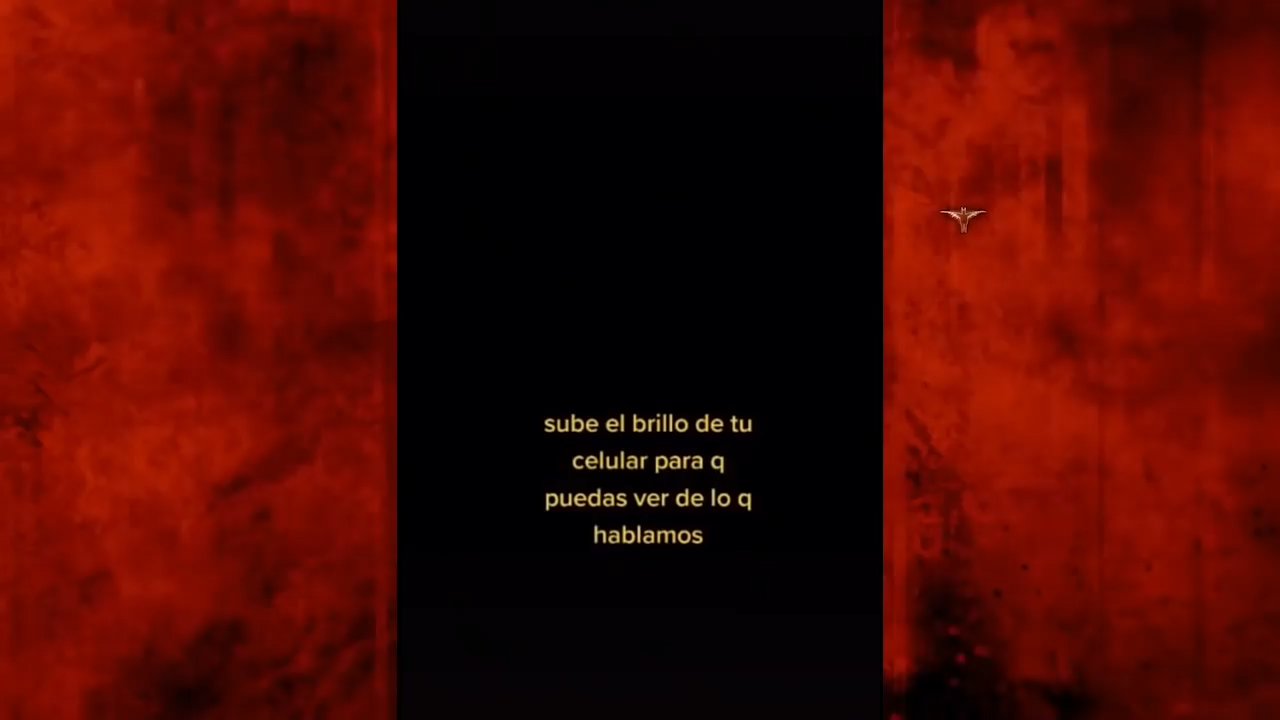 sube el brillo de tu
celular para q
puedas ver de lo q
hablamos